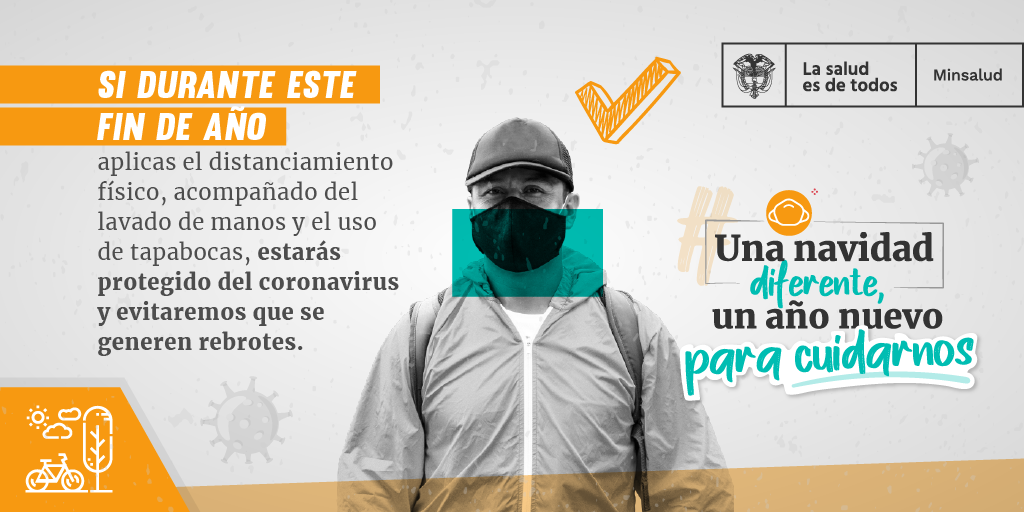 SI DURANTE ESTE
FIN DE AÑO
aplicas el distanciamiento
físico, acompañado del
lavado de manos y el uso
de tapabocas, estarás
protegido del coronavirus
y evitaremos que se
generen rebrotes.
La salud
es de todos
Minsalud
#Una navidad
diferente,
un año nuevo
para cuidarnos